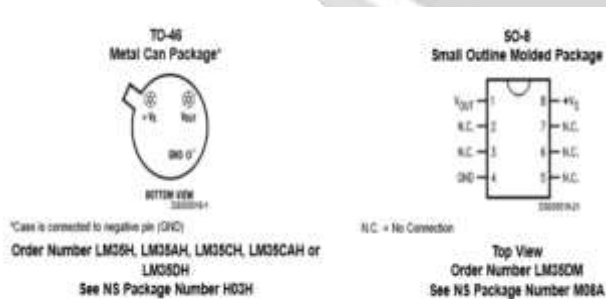 TO-46
Metal Can Package*
+VS
VOUT
GND
BOTTOM VIEW
*Case is connected to negative pin (GND)
Order Number LM35H, LM35AH, LM35CH, LM35CAH or
LM35DH
See NS Package Number H03H
SO-8
Small Outline Molded Package
VOUT 1 8 +VS
N.C. 2 7 N.C.
N.C. 3 6 N.C.
GND 4 5 N.C.
N.C. = No Connection
Top View
Order Number LM35DM
See NS Package Number M08A